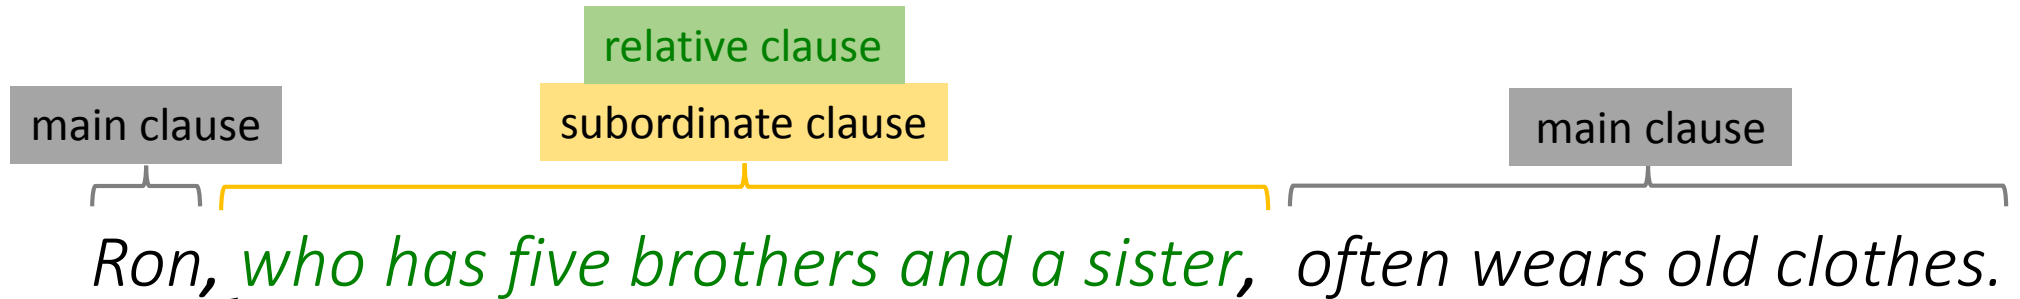 relative clause
main clause subordinate clause main clause
Ron, who has five brothers and a sister, often wears old clothes.